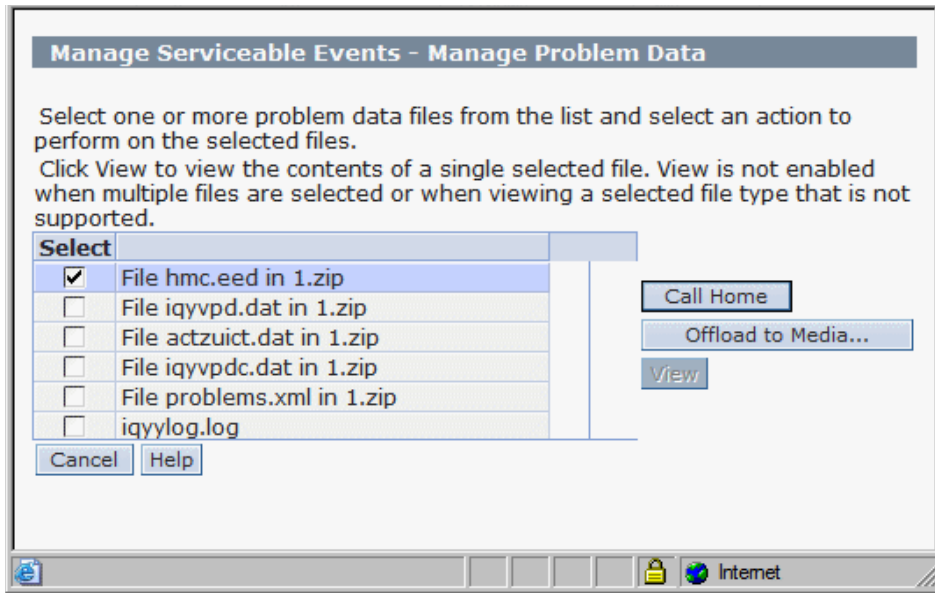 Manage Serviceable Events - Manage Problem Data
Select one or more problem data files from the list and select an action to
perform on the selected files.
Click View to view the contents of a single selected file. View is not enabled
when multiple files are selected or when viewing a selected file type that is not
supported.
Select
File hmc.eed in 1.zip
File iqyvpd.dat in 1.zip
File actzuict.dat in 1.zip
File iqyvpdc.dat in 1.zip
File problems.xml in 1.zip
iqyylog.log
Call Home
Offload to Media...
View
Cancel
Help
Internet